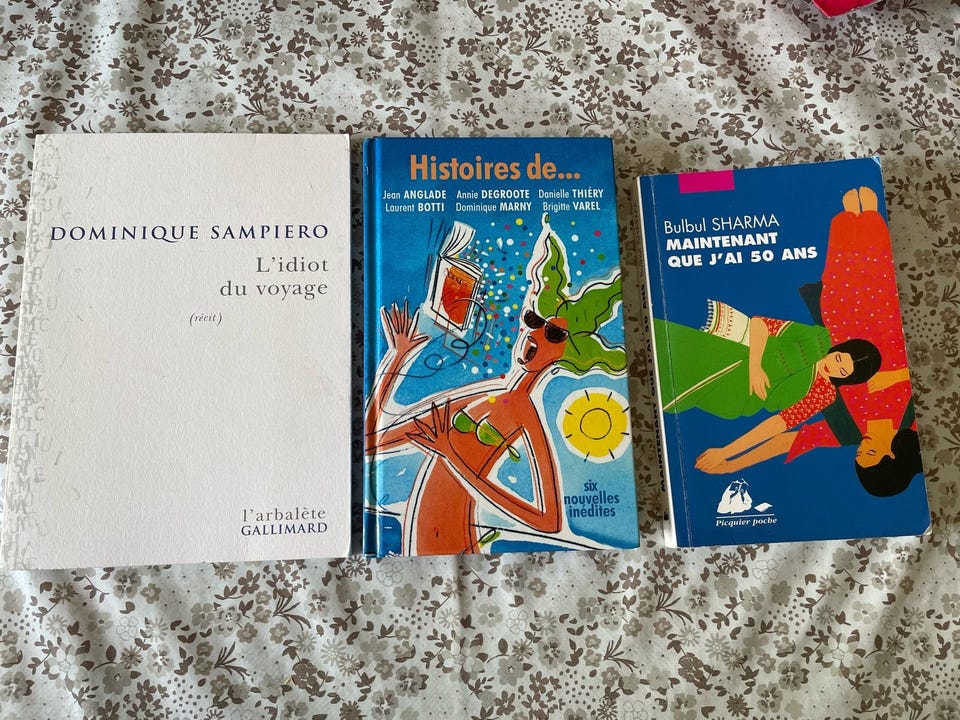 DOMINIQUE SAMPIERO
L'idiot
du voyage
(récit)
l'arbalète
GALLIMARD
Histoires de...
Jean ANGLADE Annie DEGROOTE Danielle THIÉRY
Laurent BOTTI Dominique MARNY Brigitte VAREL
six
nouvelles
inédites
Bulbul SHARMA
MAINTENANT
QUE J'AI 50 ANS
Picquier poche